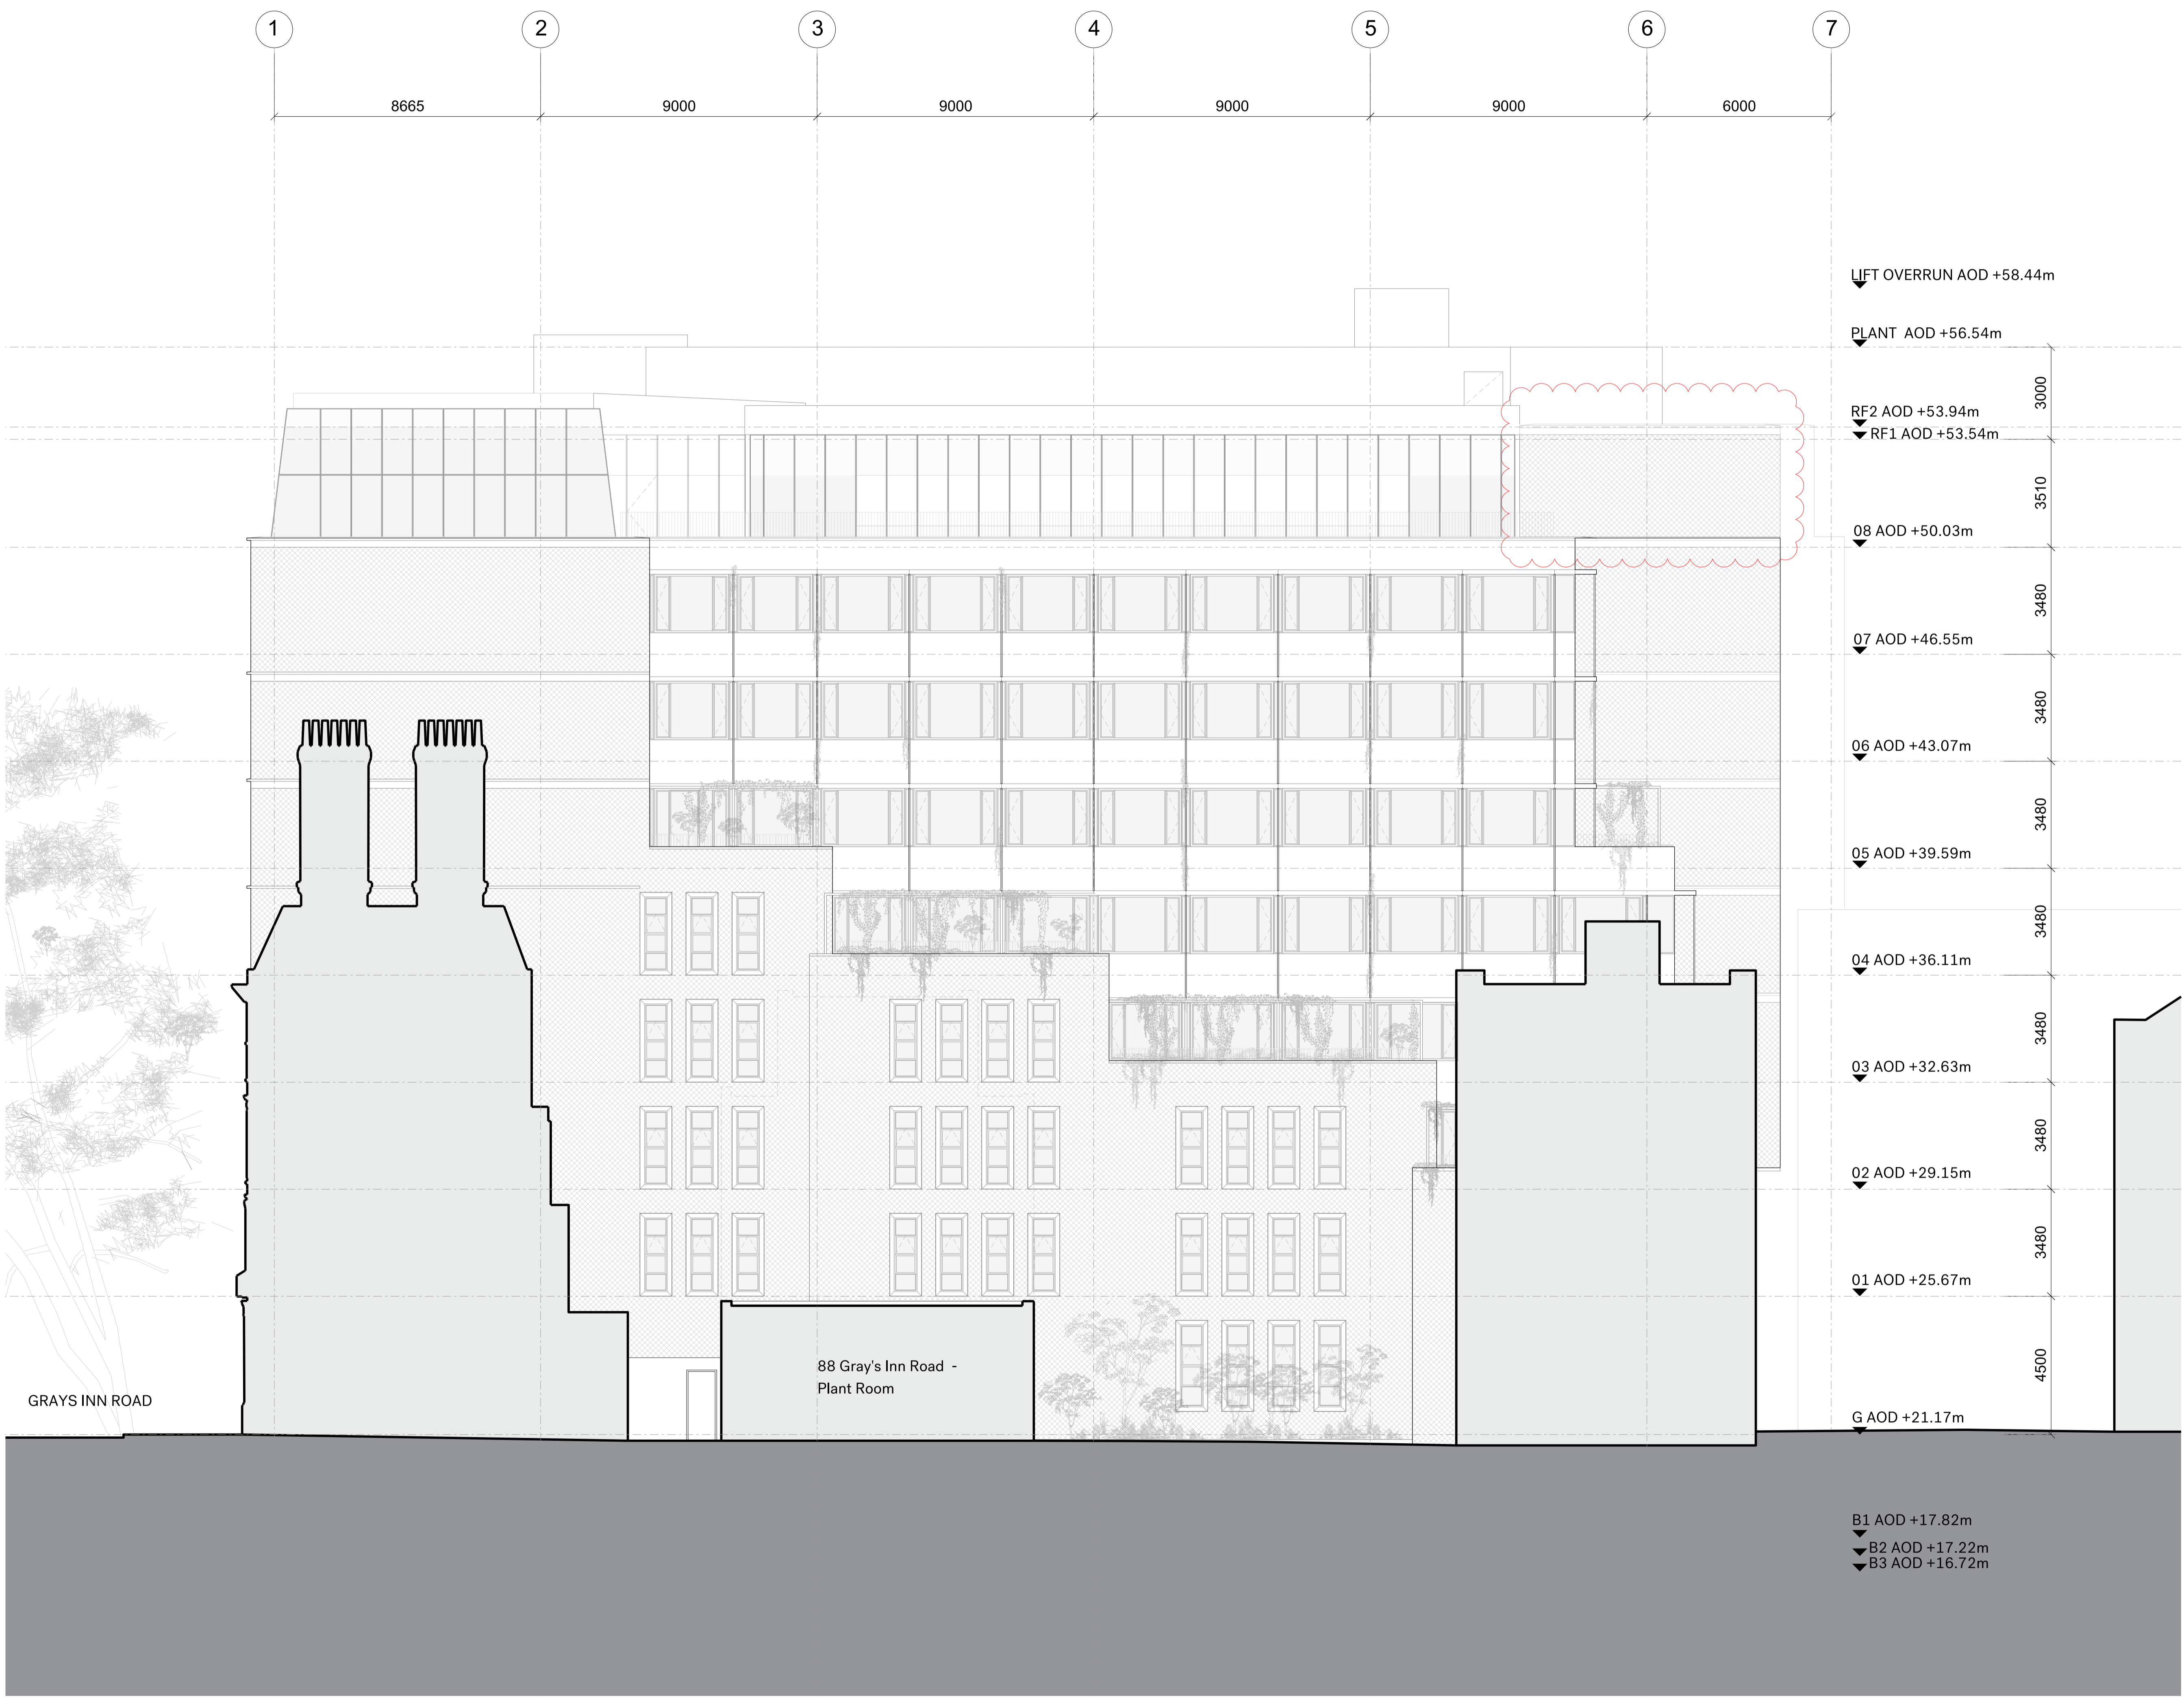 1 2 3 4 5 6 7
8665 9000 9000 9000 9000 6000
LIFT OVERRUN AOD +58.44m
PLANT AOD +56.54m
3000
RF2 AOD +53.94m
RF1 AOD +53.54m
3510
08 AOD +50.03m
3480
07 AOD +46.55m
3480
06 AOD +43.07m
3480
05 AOD +39.59m
3480
04 AOD +36.11m
3480
03 AOD +32.63m
3480
02 AOD +29.15m
3480
01 AOD +25.67m
4500
88 Gray's Inn Road -
Plant Room
GRAYS INN ROAD
G AOD +21.17m
B1 AOD +17.82m
B2 AOD +17.22m
B3 AOD +16.72m